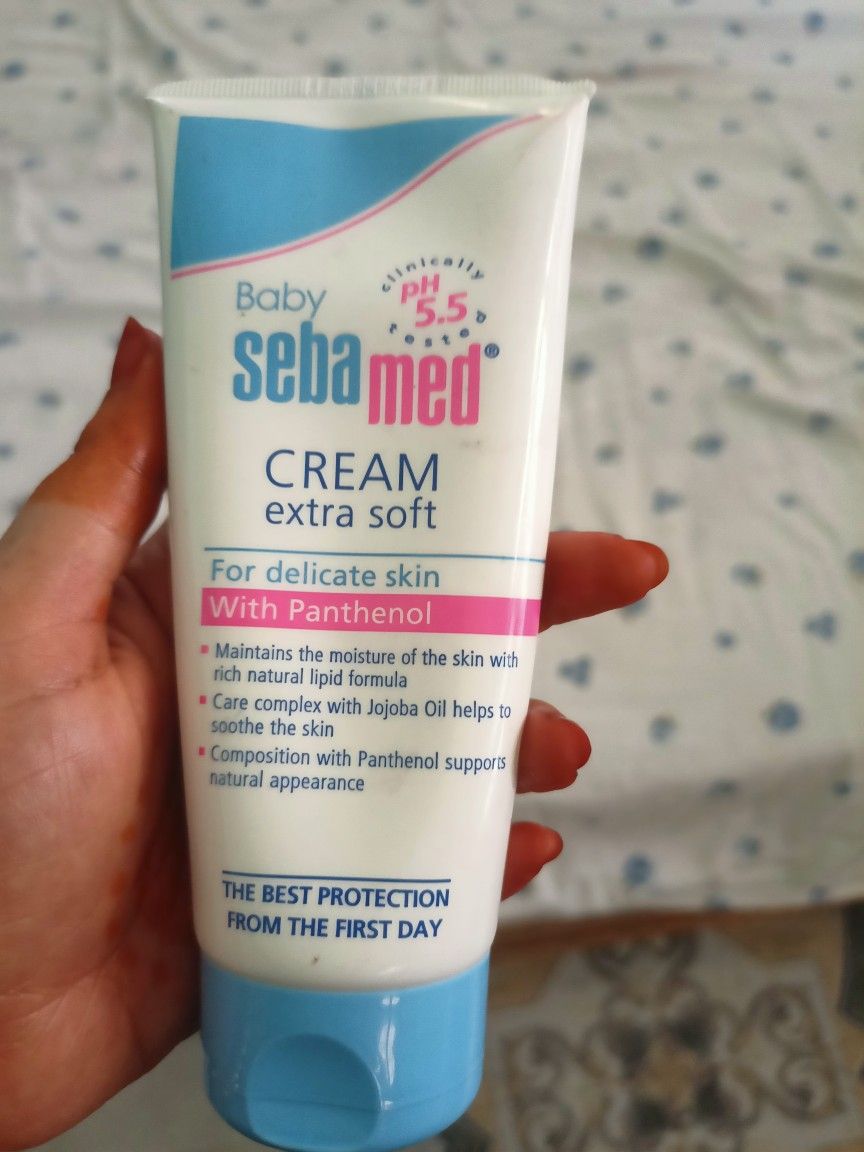 Baby
clinically
pH
5.5
tested
sebamed®
CREAM
extra soft
For delicate skin
With Panthenol
Maintains the moisture of the skin with
rich natural lipid formula
Care complex with Jojoba Oil helps to
soothe the skin
Composition with Panthenol supports
natural appearance
THE BEST PROTECTION
FROM THE FIRST DAY